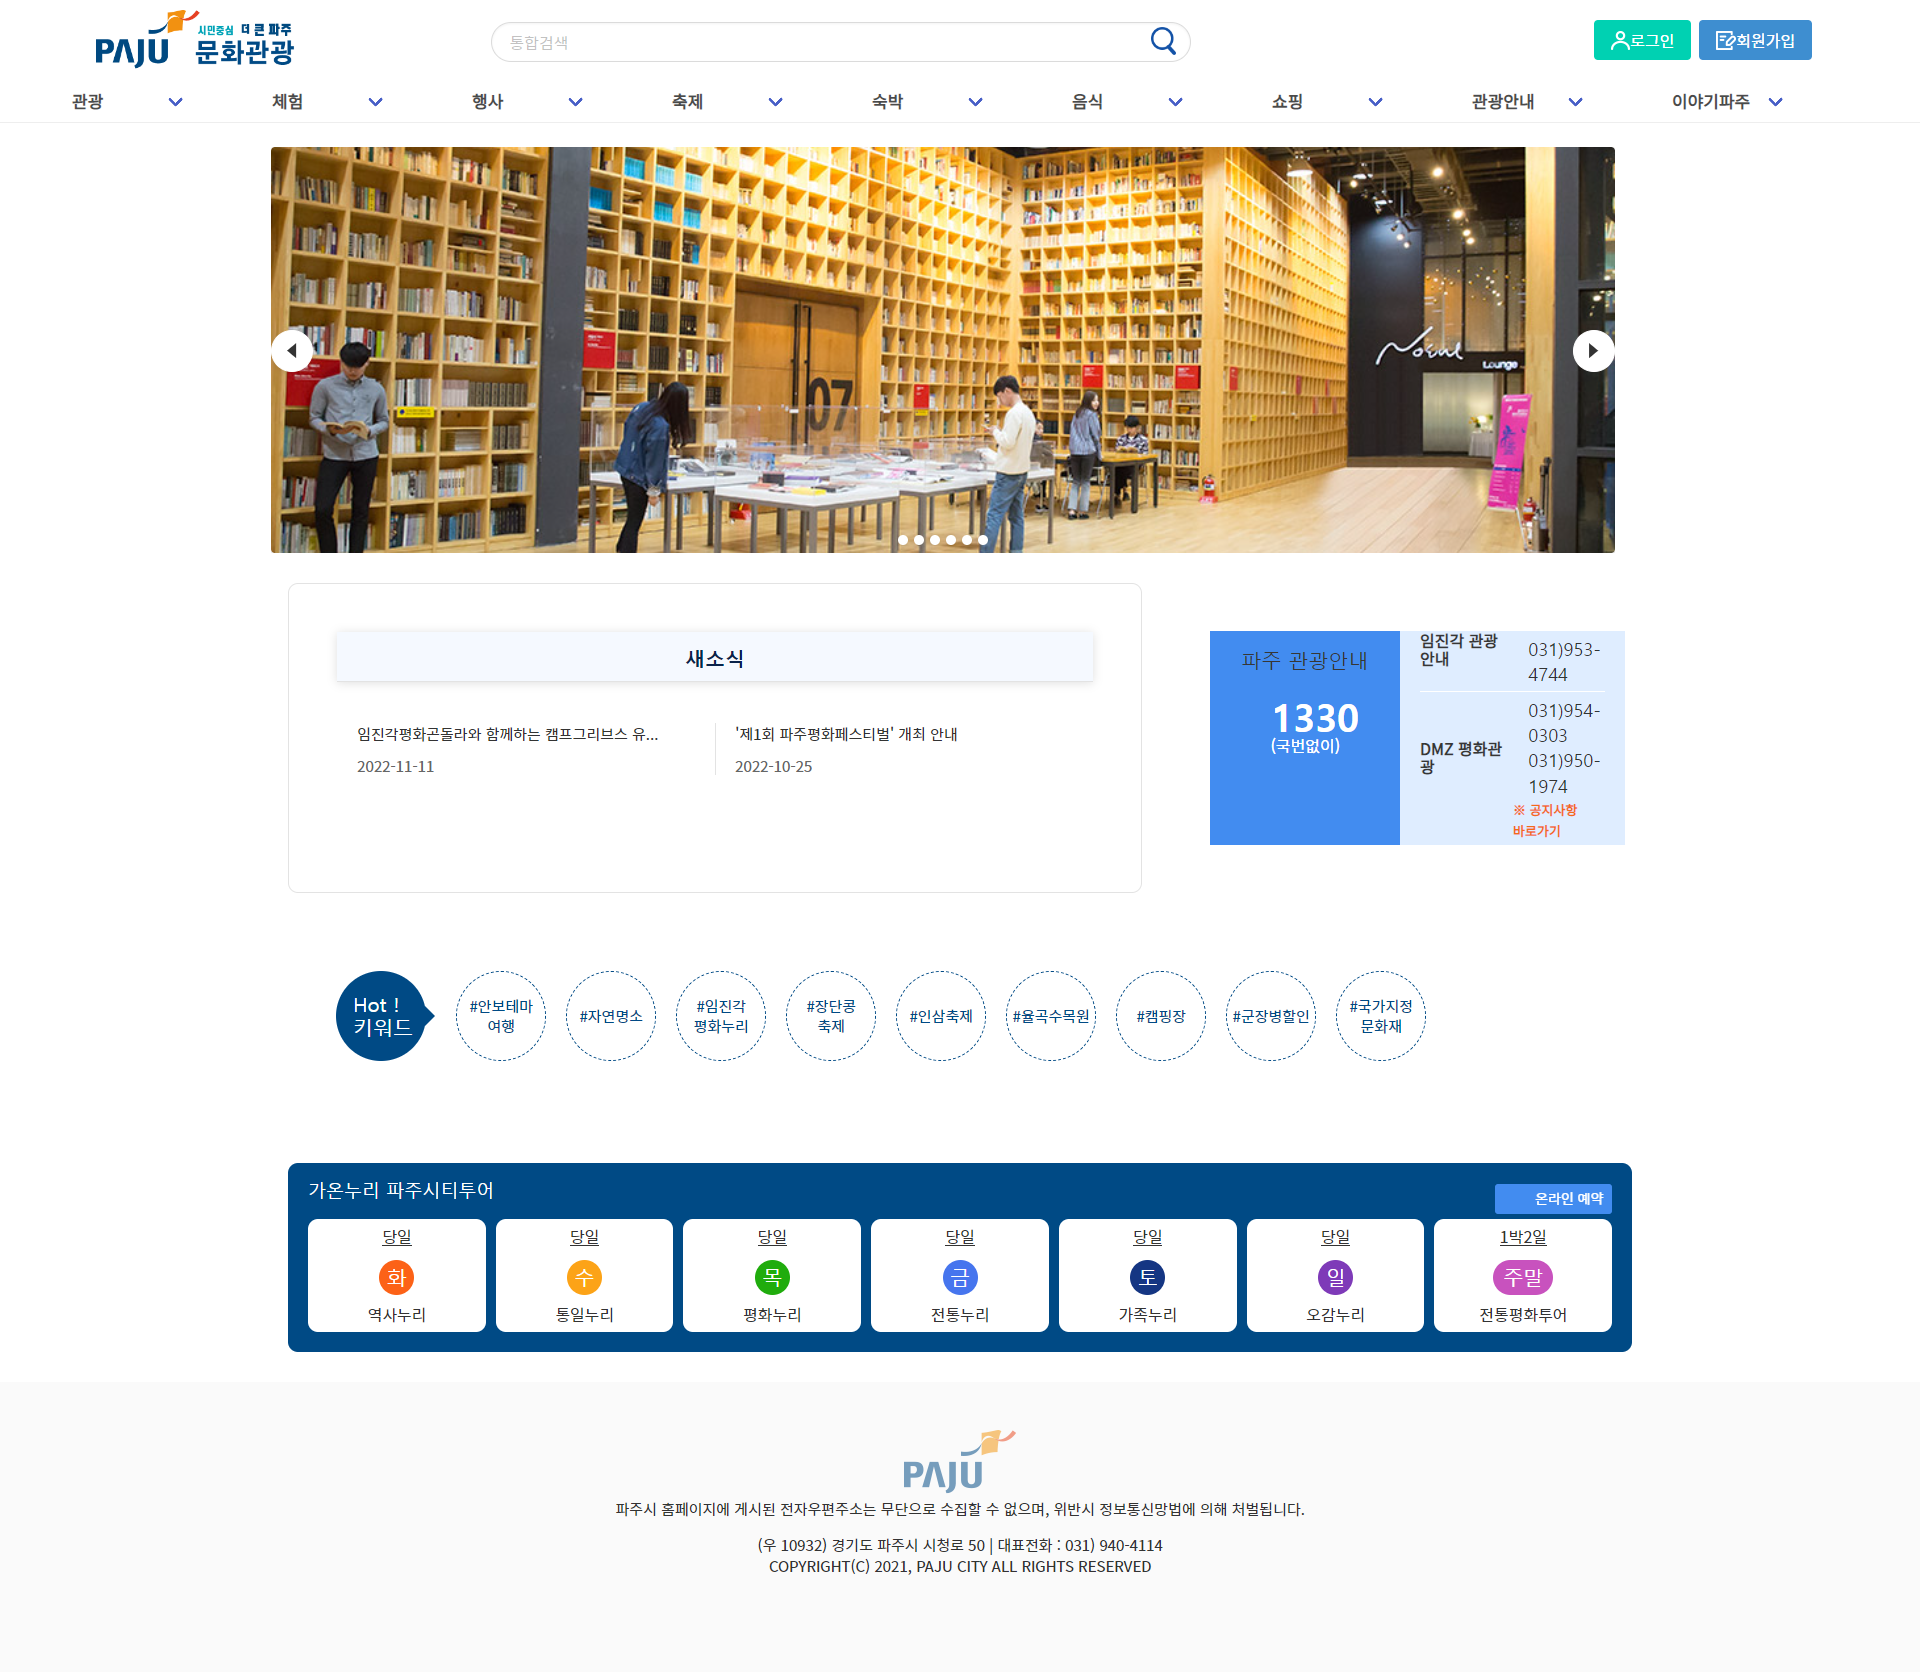 시민중심 더 큰 파주
PAJU 문화관광
통합검색
로그인
회원가입
관광
체험
행사
축제
숙박
음식
쇼핑
관광안내
이야기파주
07
Noeul
Lounge
새소식
임진각평화곤돌라와 함께하는 캠프그리브스 유...
2022-11-11
'제1회 파주평화페스티벌' 개최 안내
2022-10-25
파주 관광안내
1330
(국번없이)
임진각 관광
안내
031)953-
4744
DMZ 평화관
광
031)954-
0303
031)950-
1974
※ 공지사항
바로가기
Hot !
키워드
#안보테마
여행
#자연명소
#임진각
평화누리
#장단콩
축제
#인삼축제
#율곡수목원
#캠핑장
#군장병할인
#국가지정
문화재
가온누리 파주시티투어
온라인 예약
당일
화
역사누리
당일
수
통일누리
당일
목
평화누리
당일
금
전통누리
당일
토
가족누리
당일
일
오감누리
1박2일
주말
전통평화투어
PAJU
파주시 홈페이지에 게시된 전자우편주소는 무단으로 수집할 수 없으며, 위반시 정보통신망법에 의해 처벌됩니다.
(우 10932) 경기도 파주시 시청로 50 | 대표전화 : 031) 940-4114
COPYRIGHT(C) 2021, PAJU CITY ALL RIGHTS RESERVED